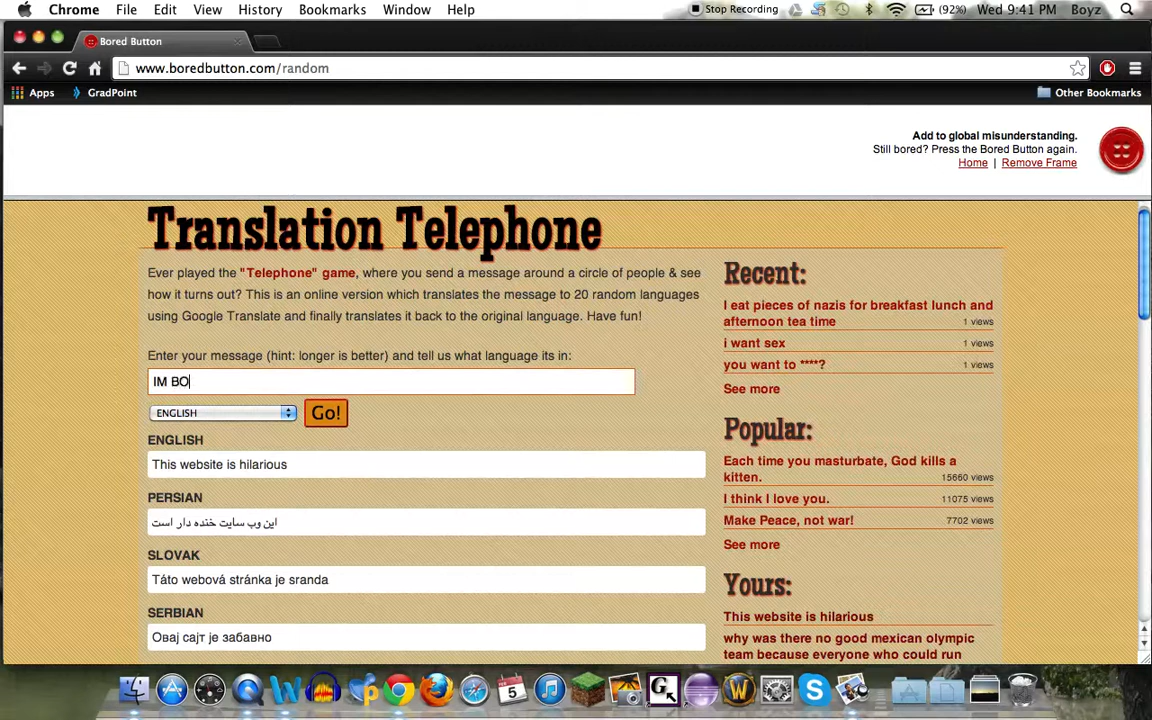 Chrome File Edit View History Bookmarks Window Help Stop Recording (92%) Wed 9:41 PM Boyz
Bored Button
www.boredbutton.com/random
Apps GradPoint Other Bookmarks
Add to global misunderstanding.
Still bored? Press the Bored Button again.
Home | Remove Frame
Translation Telephone
Ever played the "Telephone" game, where you send a message around a circle of people & see
how it turns out? This is an online version which translates the message to 20 random languages
using Google Translate and finally translates it back to the original language. Have fun!
Enter your message (hint: longer is better) and tell us what language its in:
IM BO
ENGLISH Go!
ENGLISH
This website is hilarious
PERSIAN
این وب سایت خنده دار است
SLOVAK
Táto webová stránka je sranda
SERBIAN
Овај сајт је забавно
Recent:
I eat pieces of nazis for breakfast lunch and
afternoon tea time 1 views
i want sex 1 views
you want to ****? 1 views
See more
Popular:
Each time you masturbate, God kills a
kitten. 15660 views
I think I love you. 11075 views
Make Peace, not war! 7702 views
See more
Yours:
This website is hilarious
why was there no good mexican olympic
team because everyone who could run